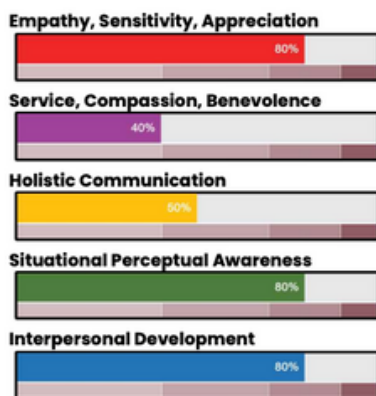 Empathy, Sensitivity, Appreciation
80%
Service, Compassion, Benevolence
40%
Holistic Communication
50%
Situational Perceptual Awareness
80%
Interpersonal Development
80%